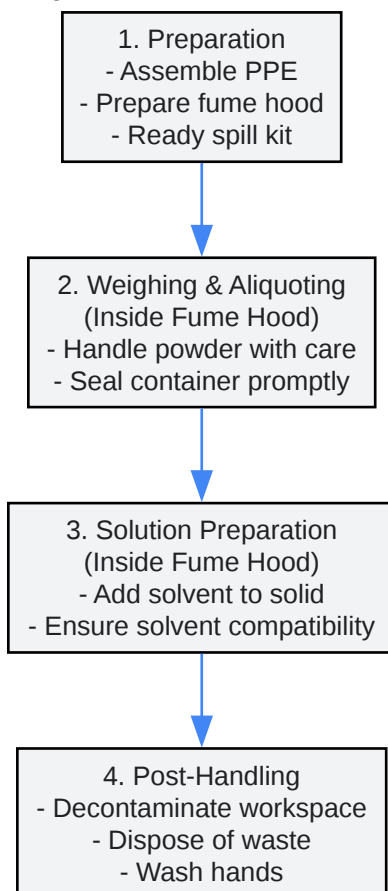 1. Preparation
- Assemble PPE
- Prepare fume hood
- Ready spill kit
2. Weighing & Aliquoting
(Inside Fume Hood)
- Handle powder with care
- Seal container promptly
3. Solution Preparation
(Inside Fume Hood)
- Add solvent to solid
- Ensure solvent compatibility
4. Post-Handling
- Decontaminate workspace
- Dispose of waste
- Wash hands